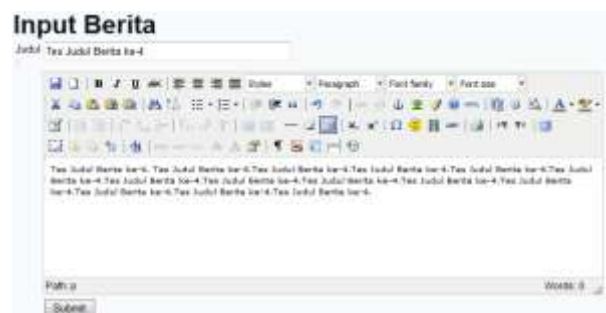 Input Berita
Judul Tes Judul Berita ke-4
B I U ABC Styles Paragraph Font family Font size
Tes Judul Berita ke-4. Tes Judul Berita ke-4.Tes Judul Berita ke-4.Tes Judul Berita ke-4.Tes Judul Berita ke-4.Tes Judul
Berita ke-4.Tes Judul Berita ke-4.Tes Judul Berita ke-4.Tes Judul Berita ke-4.Tes Judul Berita ke-4.Tes Judul Berita
ke-4.Tes Judul Berita ke-4.Tes Judul Berita ke-4.Tes Judul Berita ke-4.
Path: p Words: 0
Submit